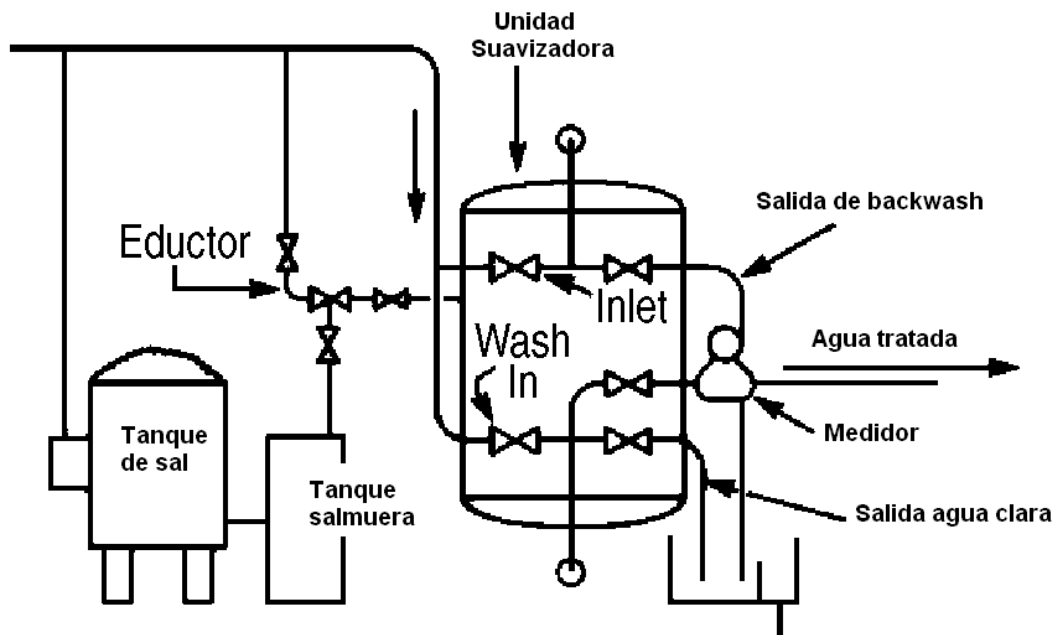 Unidad
Suavizadora
Salida de backwash
Eductor
Inlet
Wash
In
Agua tratada
Medidor
Tanque
de sal
Tanque
salmuera
Salida agua clara